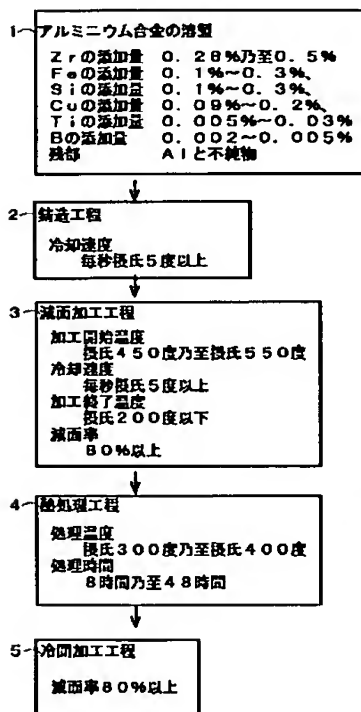 1 アルミニウム合金の溶製
Zrの添加量 0.28%乃至0.5%
Feの添加量 0.1%~0.3%、
Siの添加量 0.1%~0.3%、
Cuの添加量 0.09%~0.2%、
Tiの添加量 0.005%~0.03%
Bの添加量 0.002~0.005%
残部 Alと不純物
2 鋳造工程
冷却速度
毎秒摂氏5度以上
3 減面加工工程
加工開始温度
摂氏450度乃至摂氏550度
冷却速度
毎秒摂氏5度以上
加工終了温度
摂氏200度以下
減面率
80%以上
4 熱処理工程
処理温度
摂氏300度乃至摂氏400度
処理時間
8時間乃至48時間
5 冷間加工工程
減面率80%以上